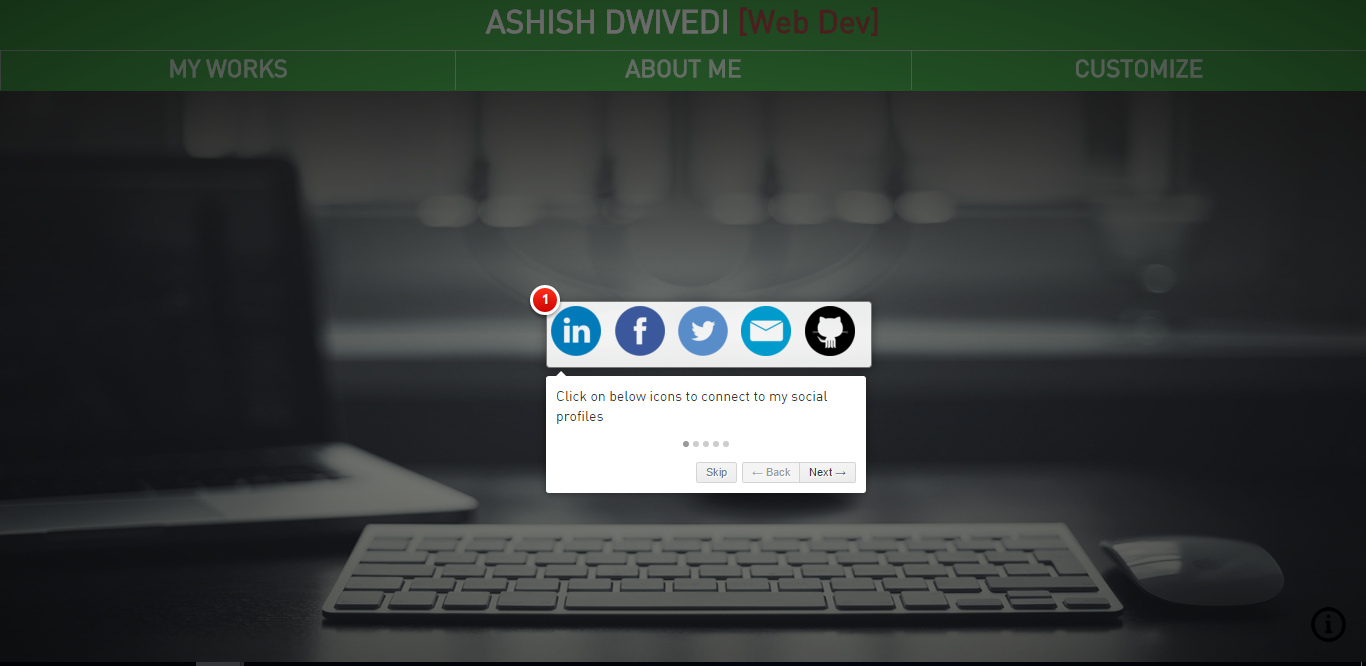 ASHISH DWIVEDI [Web Dev]
MY WORKS
ABOUT ME
CUSTOMIZE
1
in
f
Click on below icons to connect to my social
profiles
Skip
← Back
Next →
i